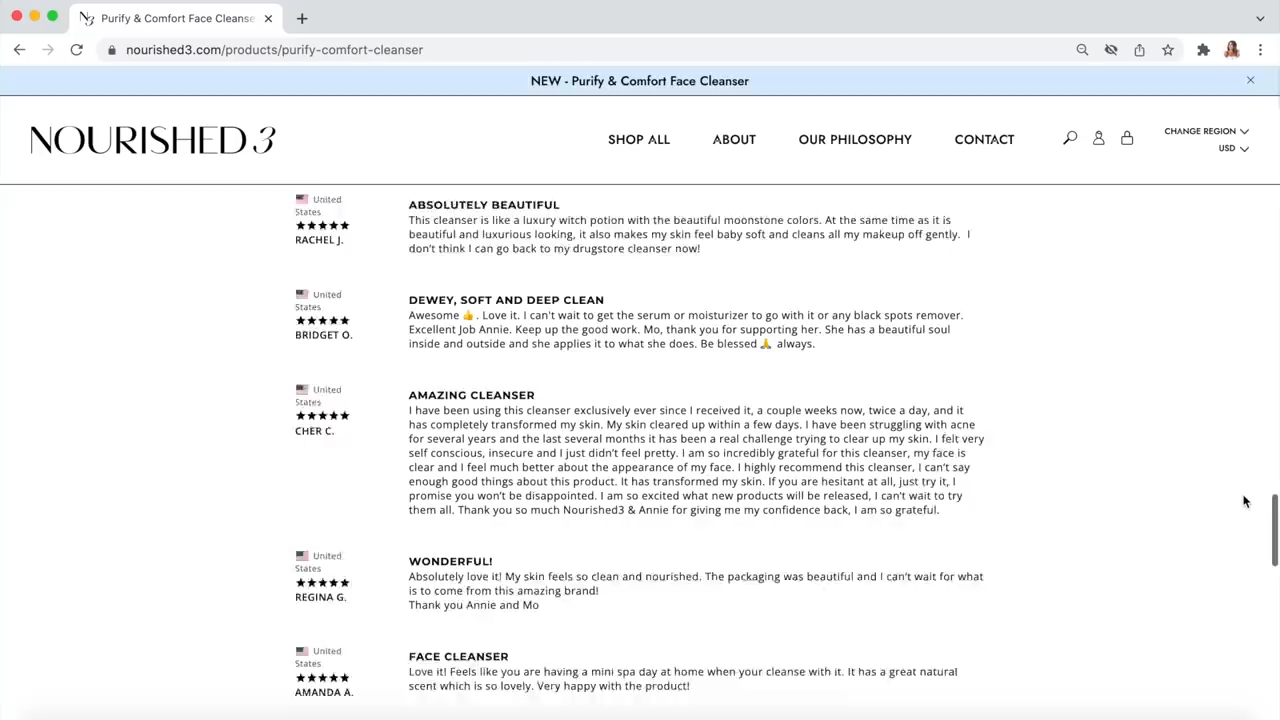 Purify & Comfort Face Cleanse
nourished3.com/products/purify-comfort-cleanser
NEW - Purify & Comfort Face Cleanser
NOURISHED 3
SHOP ALL
ABOUT
OUR PHILOSOPHY
CONTACT
CHANGE REGION
USD
United States
RACHEL J.
ABSOLUTELY BEAUTIFUL
This cleanser is like a luxury witch potion with the beautiful moonstone colors. At the same time as it is
beautiful and luxurious looking, it also makes my skin feel baby soft and cleans all my makeup off gently. I
don't think I can go back to my drugstore cleanser now!
United States
BRIDGET O.
DEWEY, SOFT AND DEEP CLEAN
Awesome 👍. Love it. I can't wait to get the serum or moisturizer to go with it or any black spots remover.
Excellent Job Annie. Keep up the good work. Mo, thank you for supporting her. She has a beautiful soul
inside and outside and she applies it to what she does. Be blessed 🙏 always.
United States
CHER C.
AMAZING CLEANSER
I have been using this cleanser exclusively ever since I received it, a couple weeks now, twice a day, and it
has completely transformed my skin. My skin cleared up within a few days. I have been struggling with acne
for several years and the last several months it has been a real challenge trying to clear up my skin. I felt very
self conscious, insecure and I just didn't feel pretty. I am so incredibly grateful for this cleanser, my face is
clear and I feel much better about the appearance of my face. I highly recommend this cleanser, I can't say
enough good things about this product. It has transformed my skin. If you are hesitant at all, just try it, I
promise you won't be disappointed. I am so excited what new products will be released, I can't wait to try
them all. Thank you so much Nourished3 & Annie for giving me my confidence back, I am so grateful.
United States
REGINA G.
WONDERFUL!
Absolutely love it! My skin feels so clean and nourished. The packaging was beautiful and I can't wait for what
is to come from this amazing brand!
Thank you Annie and Mo
United States
AMANDA A.
FACE CLEANSER
Love it! Feels like you are having a mini spa day at home when your cleanse with it. It has a great natural
scent which is so lovely. Very happy with the product!